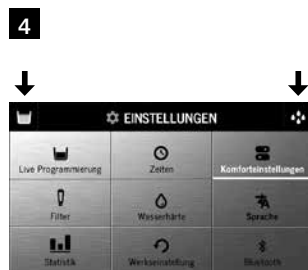 4
EINSTELLUNGEN
Live Programmierung
Zeiten
Komforteinstellungen
Filter
Wasserhärte
Sprache
Statistik
Werkseinstellung
Bluetooth